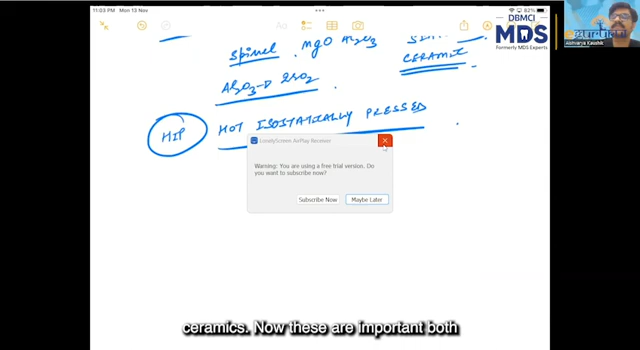 11:03 PM Mon 13 Nov
82%
Aa
DBMCI
MDS
Formerly MDS Experts
Aishvarya Kaushik
Spinel . MgO Al2O3
CERAMIC
Al2O3 ZrO2
HIP
HOT ISOSTATICALLY PRESSED
LonelyScreen AirPlay Receiver
Warning: You are using a free trial version. Do
you want to subscribe now?
Subscribe Now Maybe Later
ceramics. Now these are important both